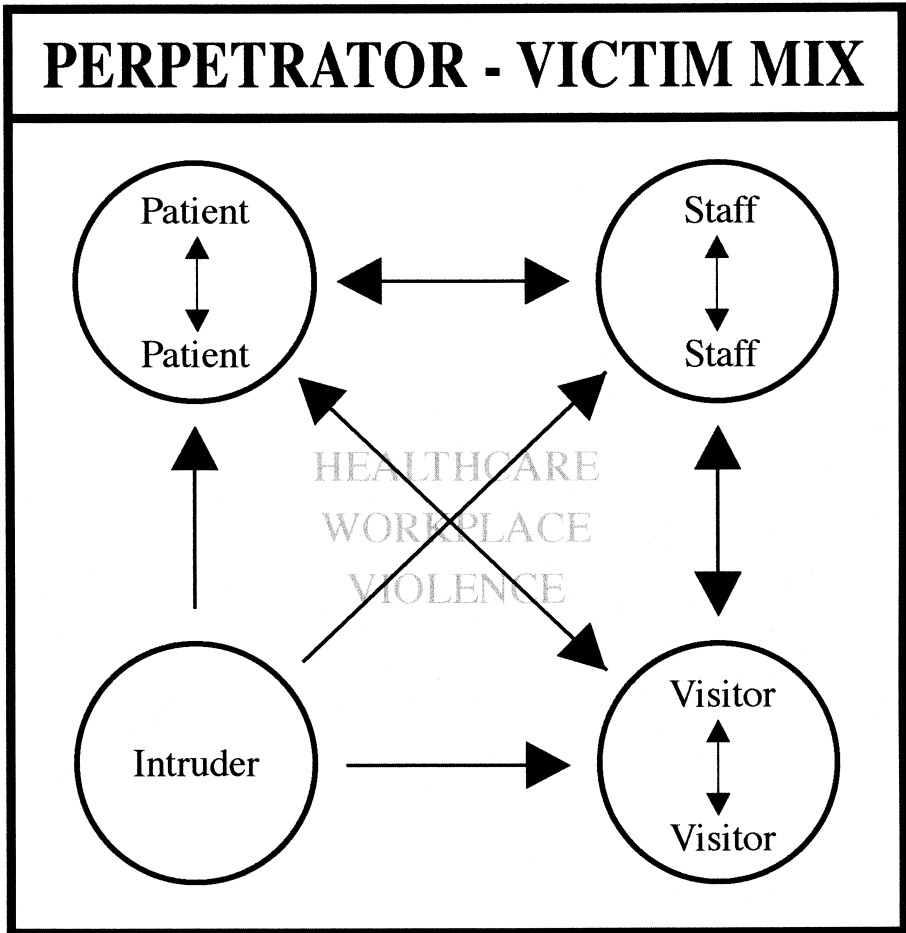 PERPETRATOR - VICTIM MIX
Patient
Patient
Staff
Staff
HEALTHCARE
WORKPLACE
VIOLENCE
Intruder
Visitor
Visitor